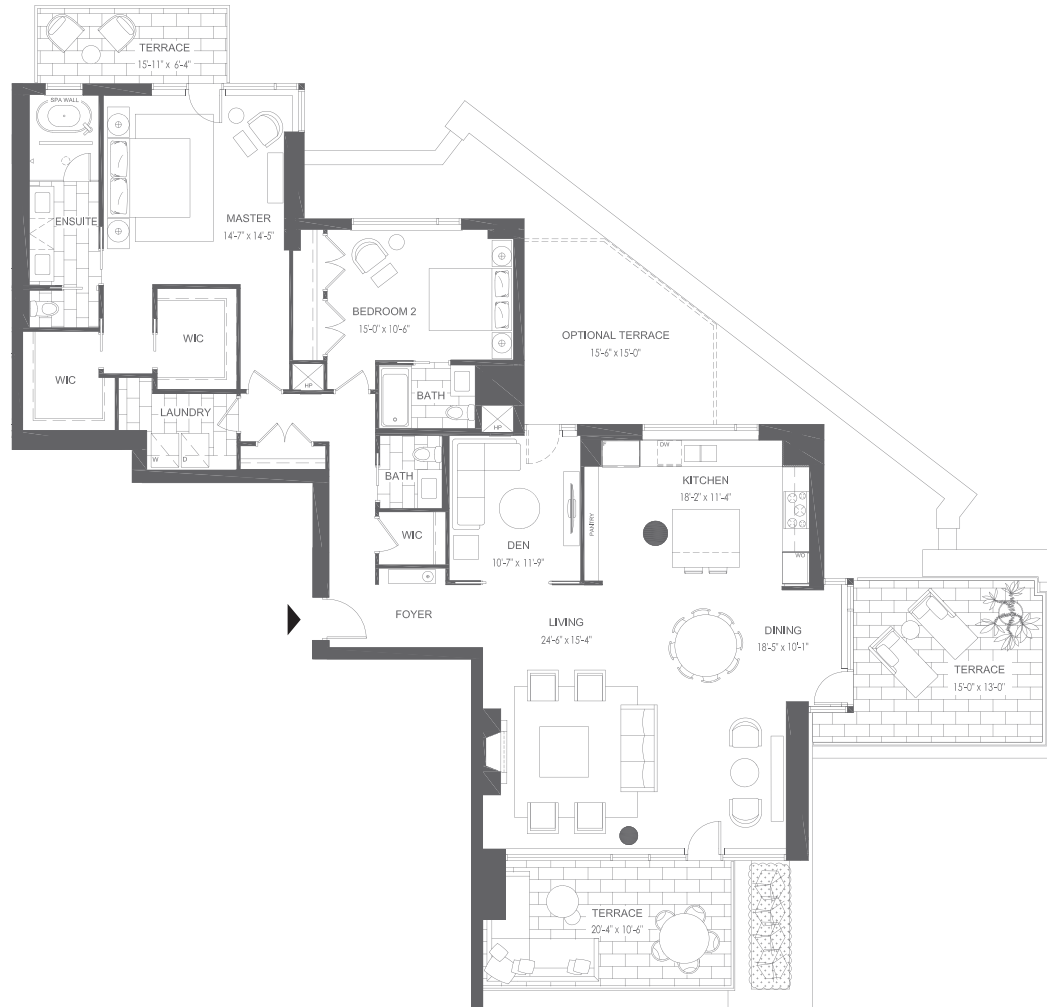 TERRACE
15'-11" x 6'-4"
SPA WALL
ENSUITE
MASTER
14'-7" x 14'-5"
BEDROOM 2
15'-0" x 10'-6"
WIC
WIC
OPTIONAL TERRACE
15'-6" x 15'-0"
HP
BATH
LAUNDRY
HP
W
D
BATH
DW
KITCHEN
18'-2" x 11'-4"
PANTRY
WIC
DEN
10'-7" x 11'-9"
WO
FOYER
LIVING
24'-6" x 15'-4"
DINING
18'-5" x 10'-1"
TERRACE
15'-0" x 13'-0"
TERRACE
20'-4" x 10'-6"